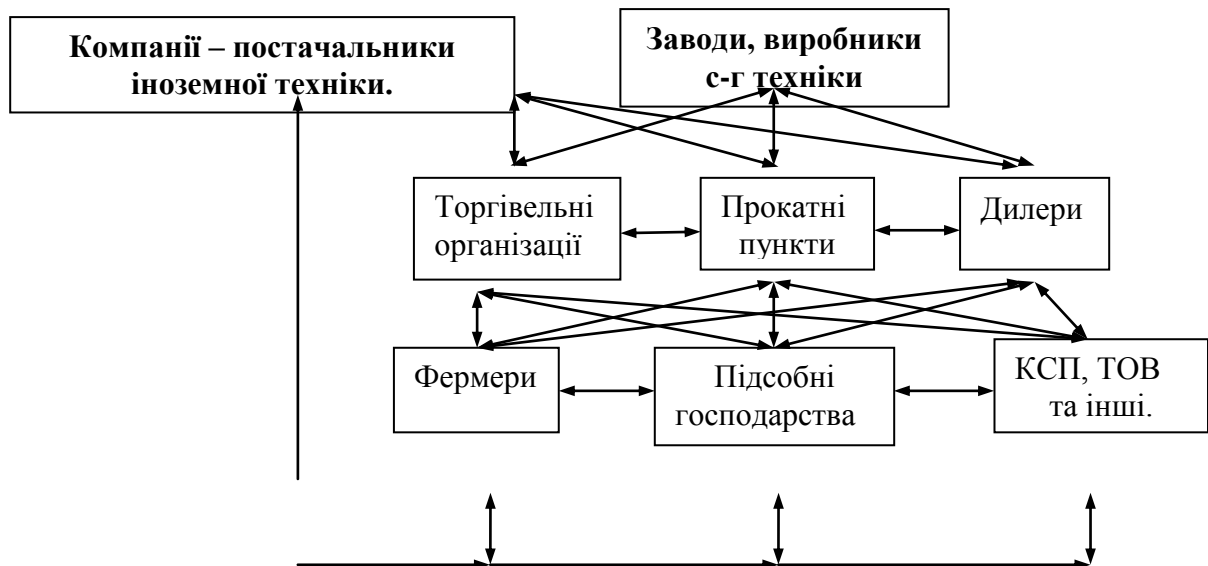 Компанії – постачальники
іноземної техніки.
Заводи, виробники
с-г техніки
Торгівельні
організації
Прокатні
пункти
Дилери
Фермери
Підсобні
господарства
КСП, ТОВ
та інші.